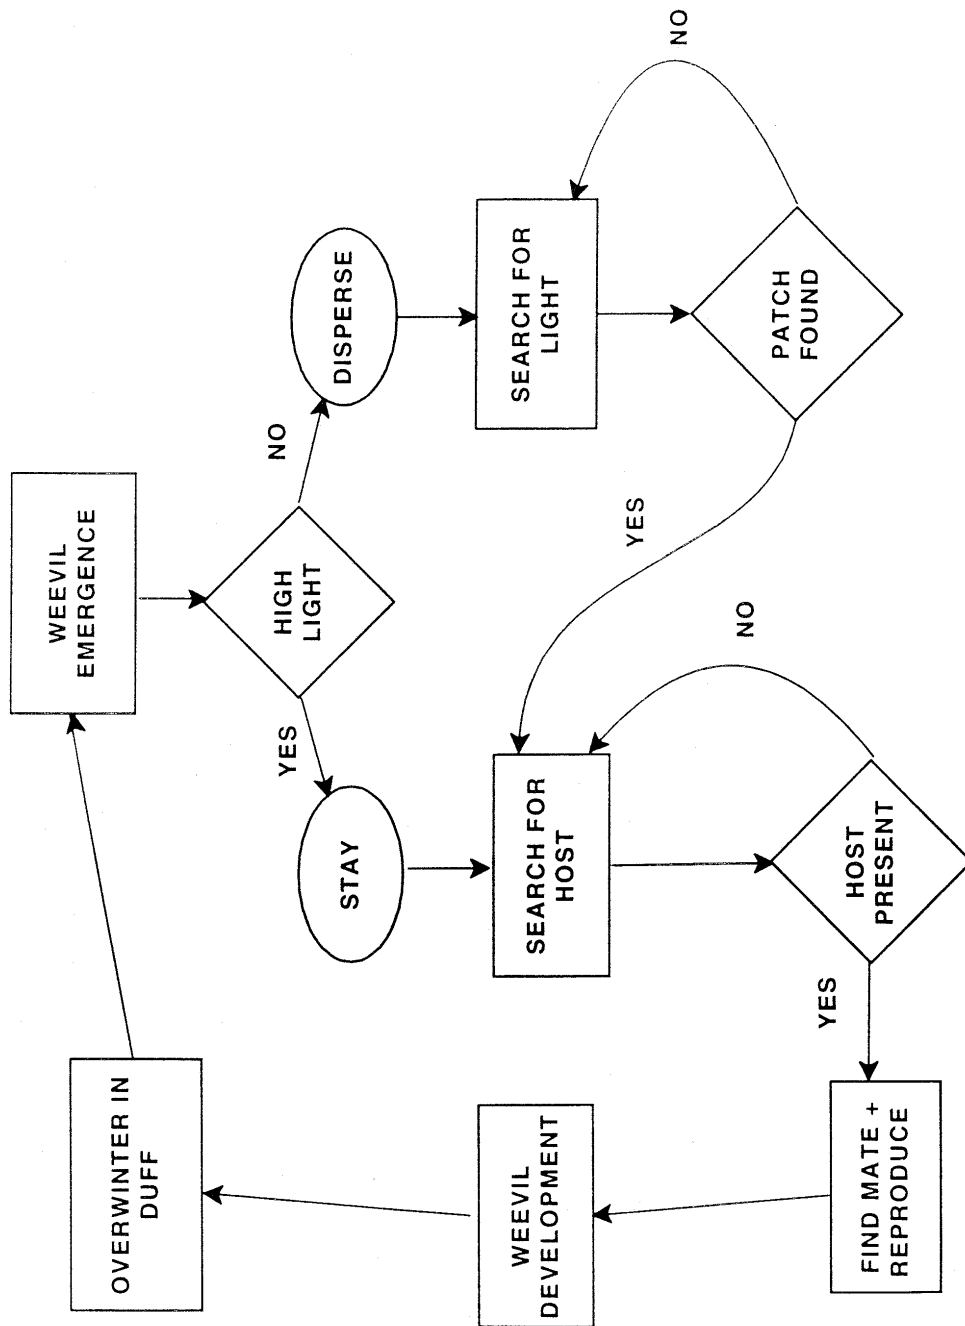 OVERWINTER IN
DUFF
WEEVIL
EMERGENCE
HIGH
LIGHT
YES
NO
STAY
DISPERSE
SEARCH FOR
HOST
SEARCH FOR
LIGHT
YES
NO
PATCH
FOUND
NO
HOST
PRESENT
YES
WEEVIL
DEVELOPMENT
FIND MATE +
REPRODUCE